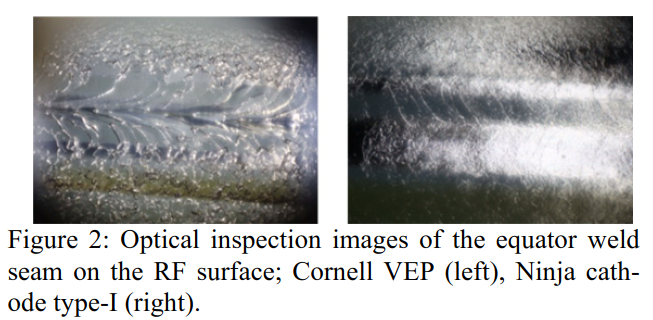 Figure 2: Optical inspection images of the equator weld
seam on the RF surface; Cornell VEP (left), Ninja cath-
ode type-I (right).